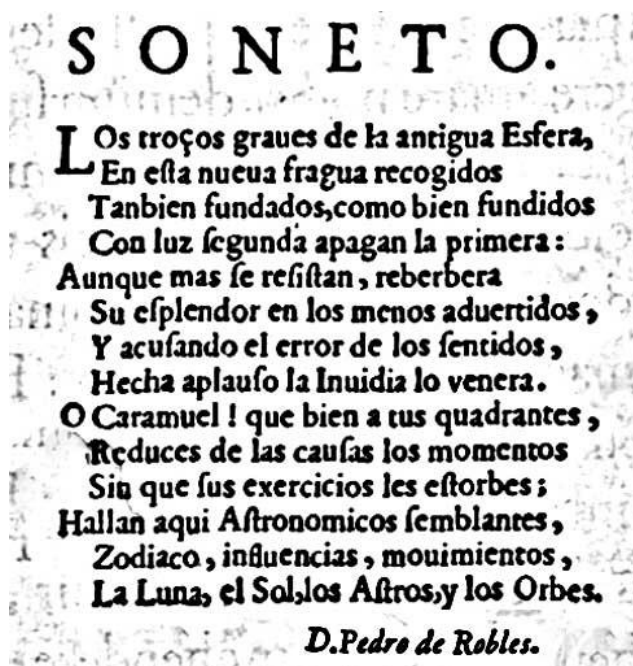 SONETO.
LOs troços graues de la antigua Esfera,
En eſta nueua fragua recogidos
Tanbien fundados,como bien fundidos
Con luz ſegunda apagan la primera:
Aunque mas ſe reſiſtan, reberbera
Su eſplendor en los menos aduertidos,
Y acuſando el error de los ſentidos,
Hecha aplauſo la Inuidia lo venera.
O Caramuel! que bien a tus quadrantes,
Reduces de las cauſas los momentos
Sin que ſus exercicios les eſtorbes;
Hallan aqui Aſtronomicos ſemblantes,
Zodiaco, influencias, mouimientos,
La Luna, el Sol,los Aſtros,y los Orbes.
D.Pedro de Robles.